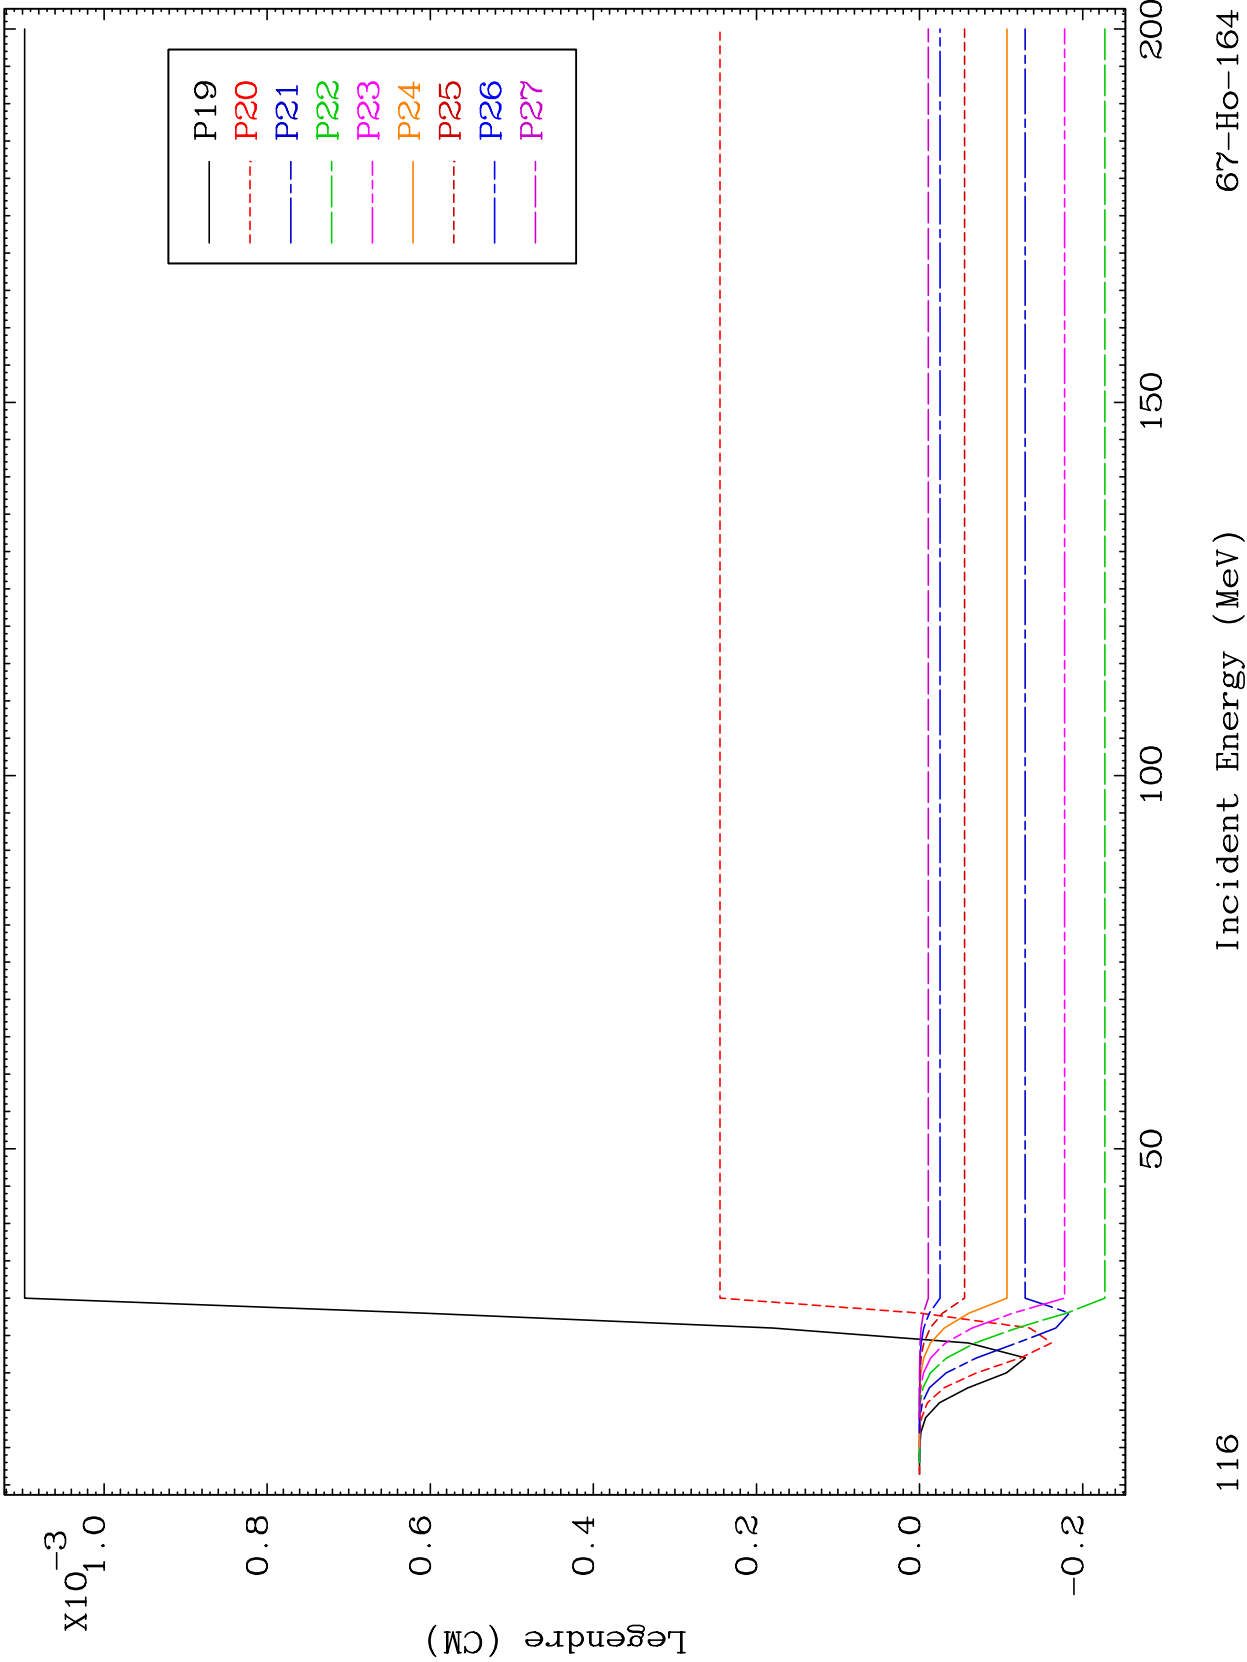 X10⁻³
1.0
0.8
0.6
0.4
0.2
0.0
-0.2
Legendre (CM)
P19
P20
P21
P22
P23
P24
P25
P26
P27
50
100
150
200
Incident Energy (MeV)
116
67-Ho-164